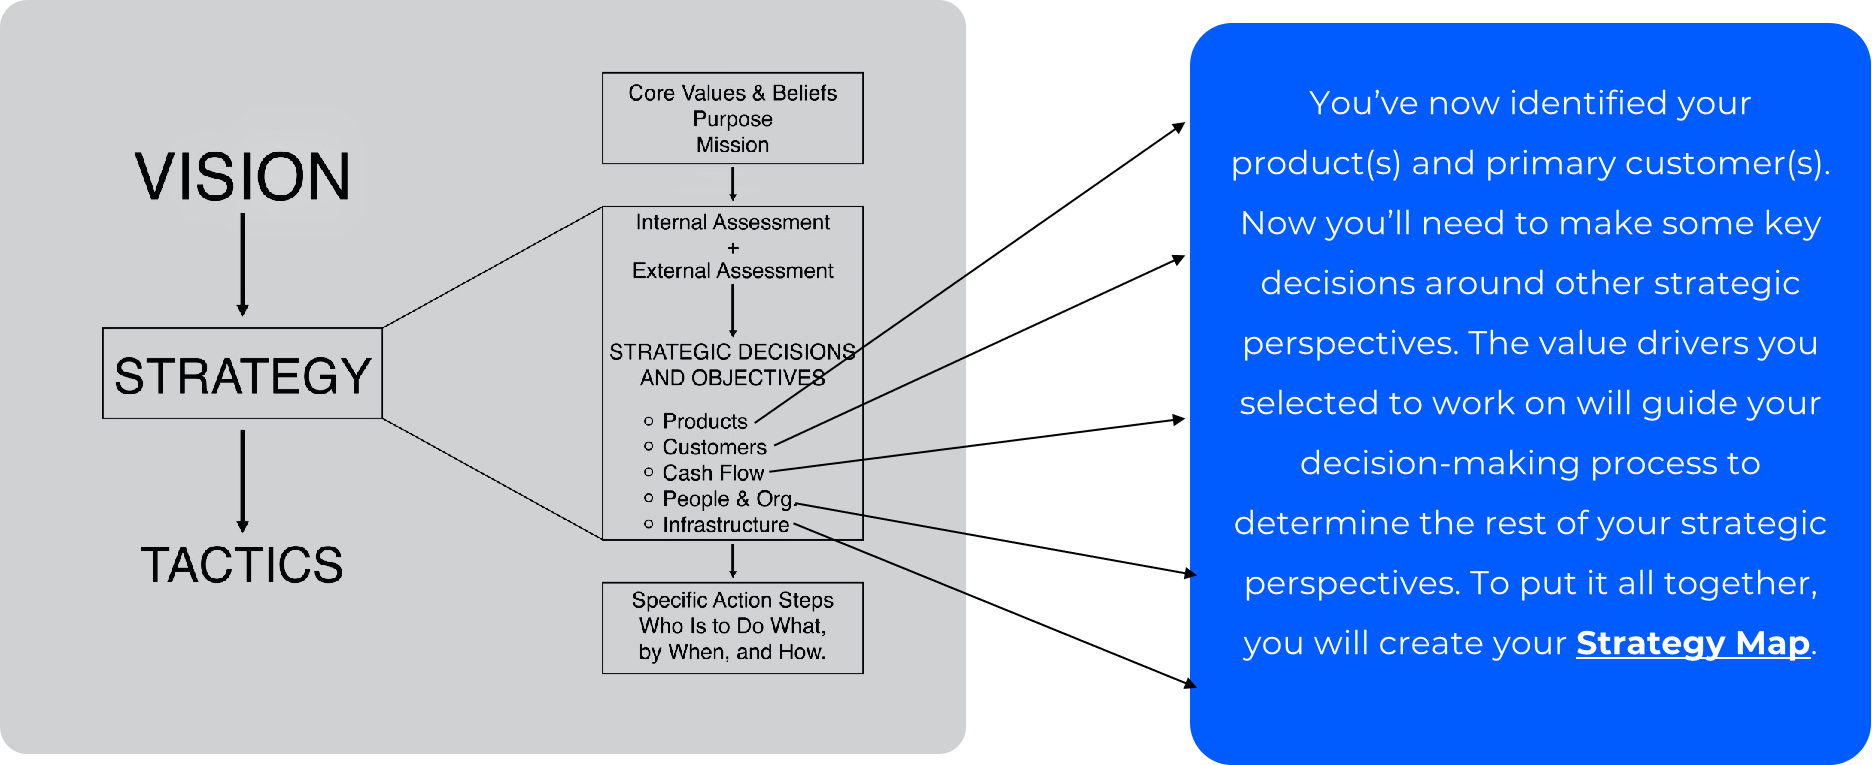 VISION
STRATEGY
TACTICS
Core Values & Beliefs
Purpose
Mission
Internal Assessment
+
External Assessment
STRATEGIC DECISIONS
AND OBJECTIVES
Products
Customers
Cash Flow
People & Org.
Infrastructure
Specific Action Steps
Who Is to Do What,
by When, and How.
You’ve now identified your
product(s) and primary customer(s).
Now you’ll need to make some key
decisions around other strategic
perspectives. The value drivers you
selected to work on will guide your
decision-making process to
determine the rest of your strategic
perspectives. To put it all together,
you will create your Strategy Map.